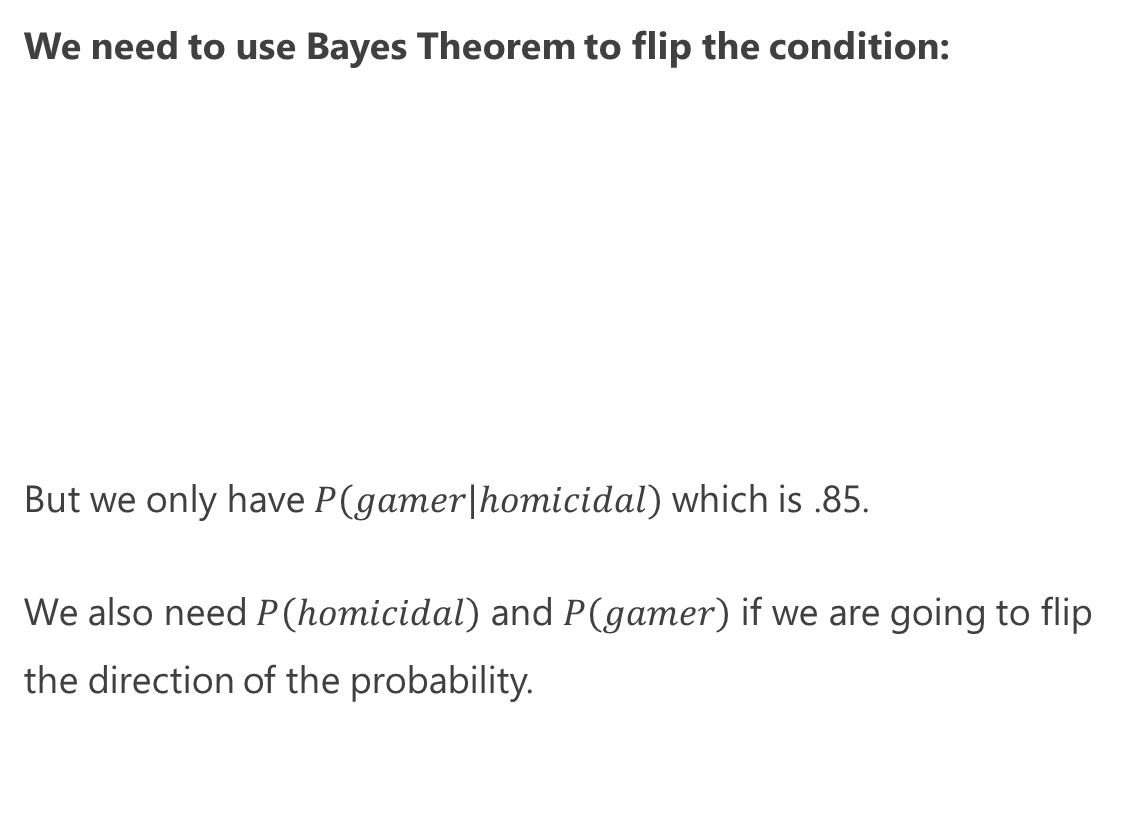 We need to use Bayes Theorem to flip the condition:
But we only have P(gamer|homicidal) which is .85.
We also need P(homicidal) and P(gamer) if we are going to flip
the direction of the probability.